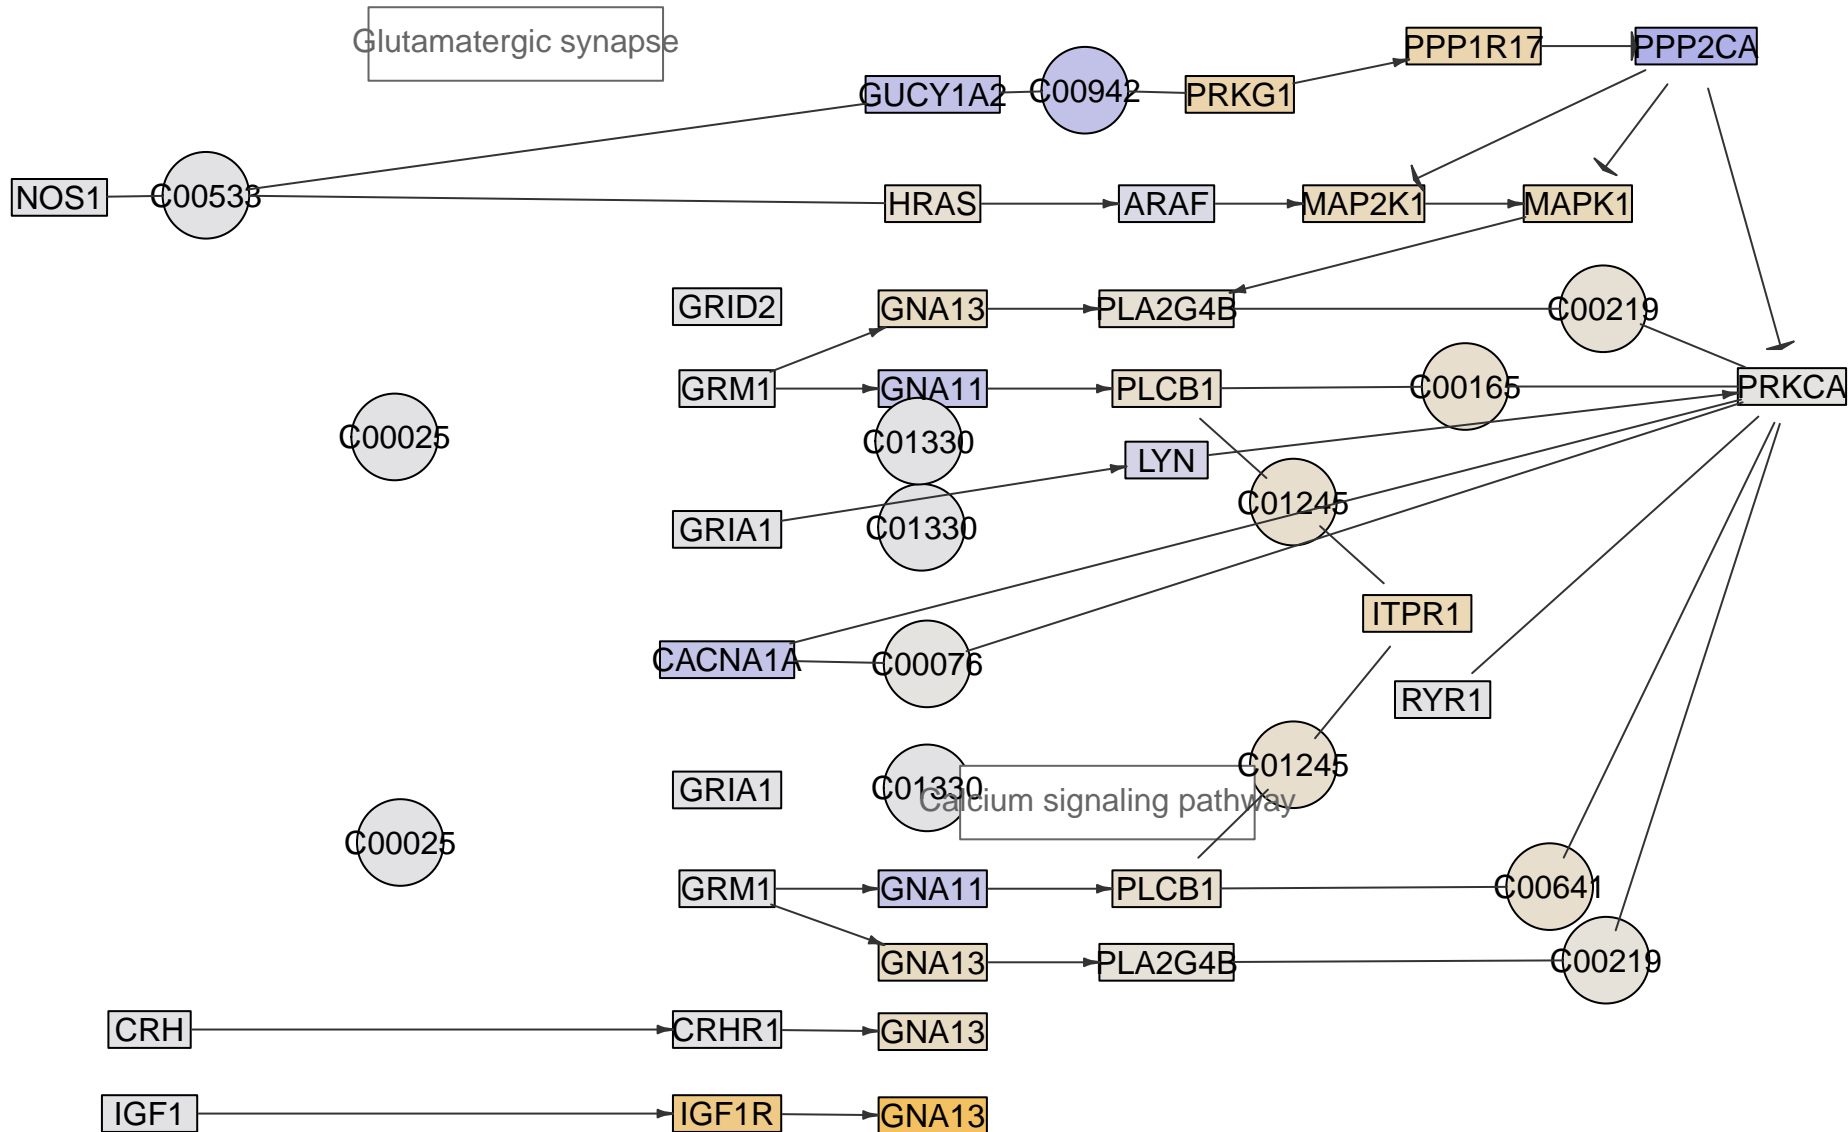 Glutamatergic synapse
PPP1R17
PPP2CA
GUCY1A2
C00942
PRKG1
NOS1
C00533
HRAS
ARAF
MAP2K1
MAPK1
GRID2
GNA13
PLA2G4B
C00219
GRM1
GNA11
PLCB1
C00165
PRKCA
C00025
C01330
LYN
C01245
GRIA1
C01330
ITPR1
CACNA1A
C00076
RYR1
C01245
GRIA1
C01330
Calcium signaling pathway
C00025
GRM1
GNA11
PLCB1
C00641
GNA13
PLA2G4B
C00219
CRH
CRHR1
GNA13
IGF1
IGF1R
GNA13